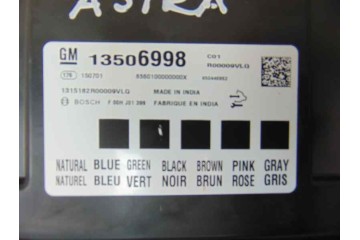 ASTRA
GM 13506998 C01
R00009VLQ
1315182R00009VLQ MADE IN INDIA
BOSCH FABRIQUE EN INDIA
NATURAL BLUE GREEN BLACK BROWN PINK GRAY
NATUREL BLEU VERT NOIR BRUN ROSE GRIS